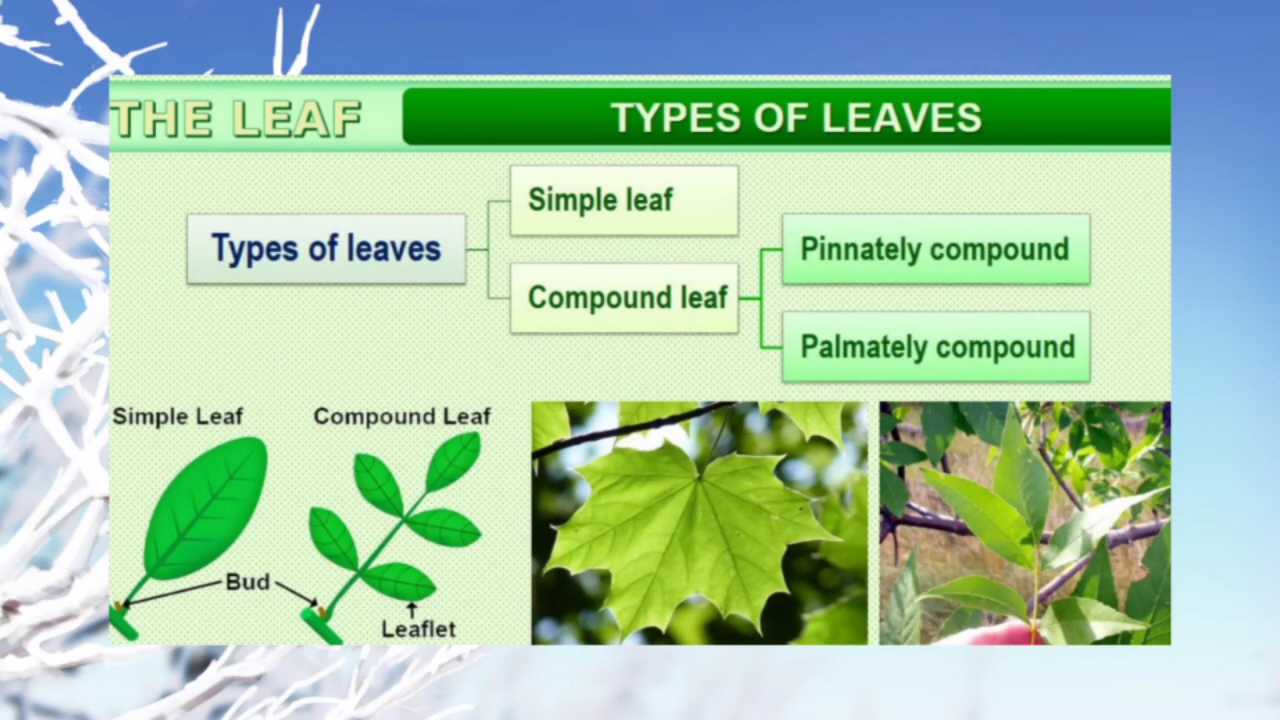 THE LEAF
TYPES OF LEAVES
Types of leaves
Simple leaf
Compound leaf
Pinnately compound
Palmately compound
Simple Leaf
Compound Leaf
Bud
Leaflet